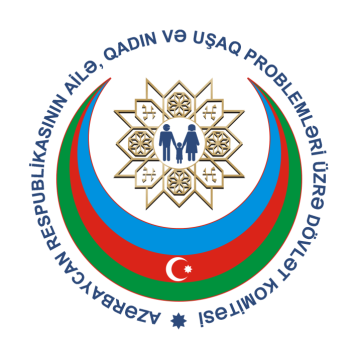 AZƏRBAYCAN RESPUBLİKASININ AİLƏ, QADIN VƏ UŞAQ PROBLEMLƏRİ ÜZRƏ DÖVLƏT KOMİTƏSİ